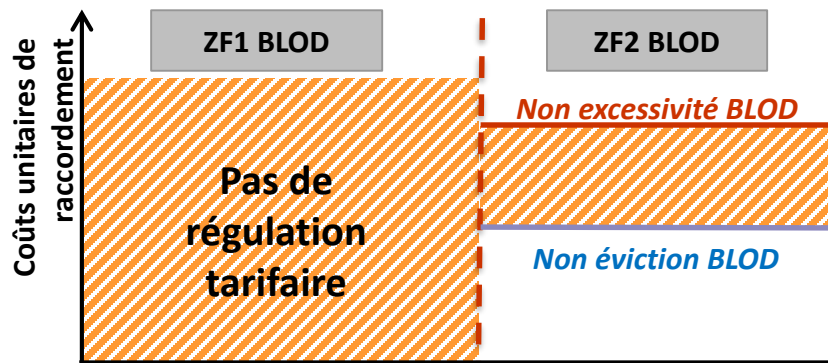 ZF1 BLOD
ZF2 BLOD
Coûts unitaires de
raccordement
Non excessivité BLOD
Pas de
régulation
tarifaire
Non éviction BLOD